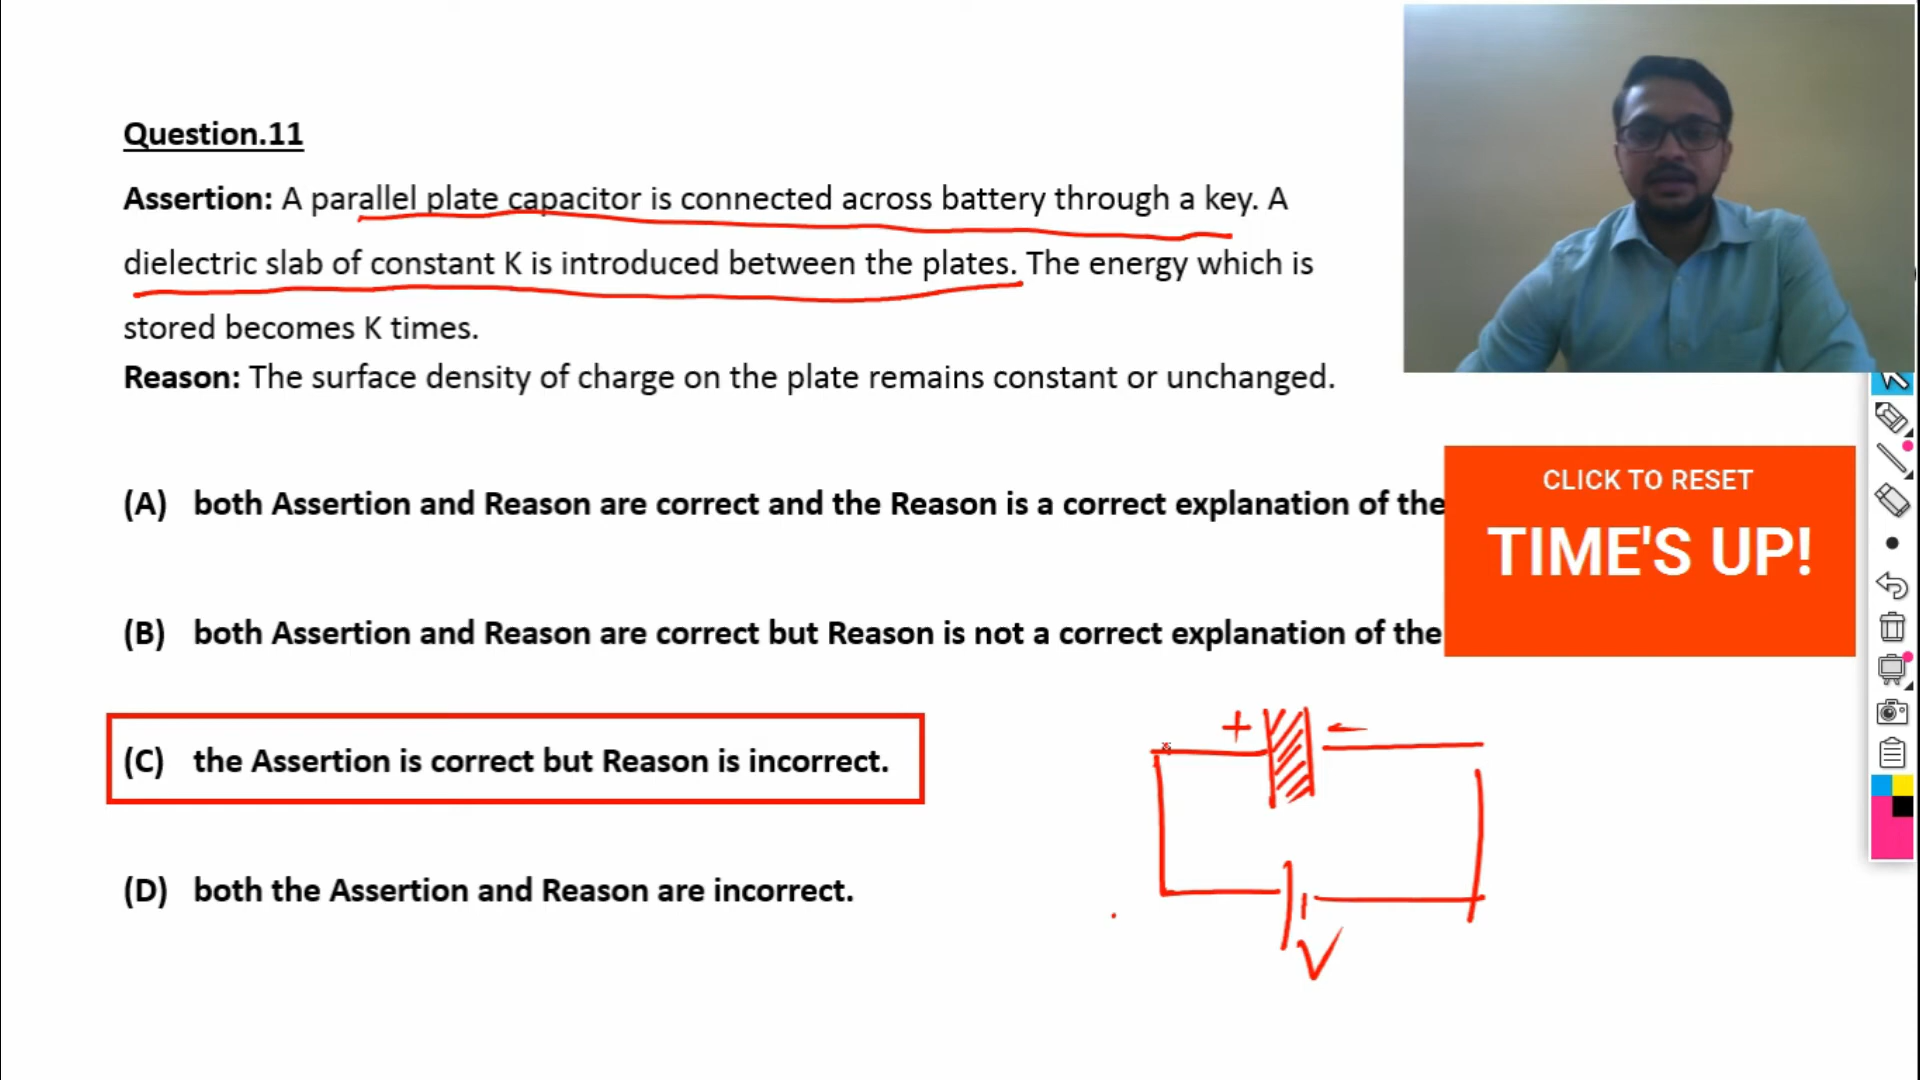 Question.11
Assertion: A parallel plate capacitor is connected across battery through a key. A
dielectric slab of constant K is introduced between the plates. The energy which is
stored becomes K times.
Reason: The surface density of charge on the plate remains constant or unchanged.
(A) both Assertion and Reason are correct and the Reason is a correct explanation of the
CLICK TO RESET
TIME'S UP!
(B) both Assertion and Reason are correct but Reason is not a correct explanation of the
(C) the Assertion is correct but Reason is incorrect.
(D) both the Assertion and Reason are incorrect.
+ -
V